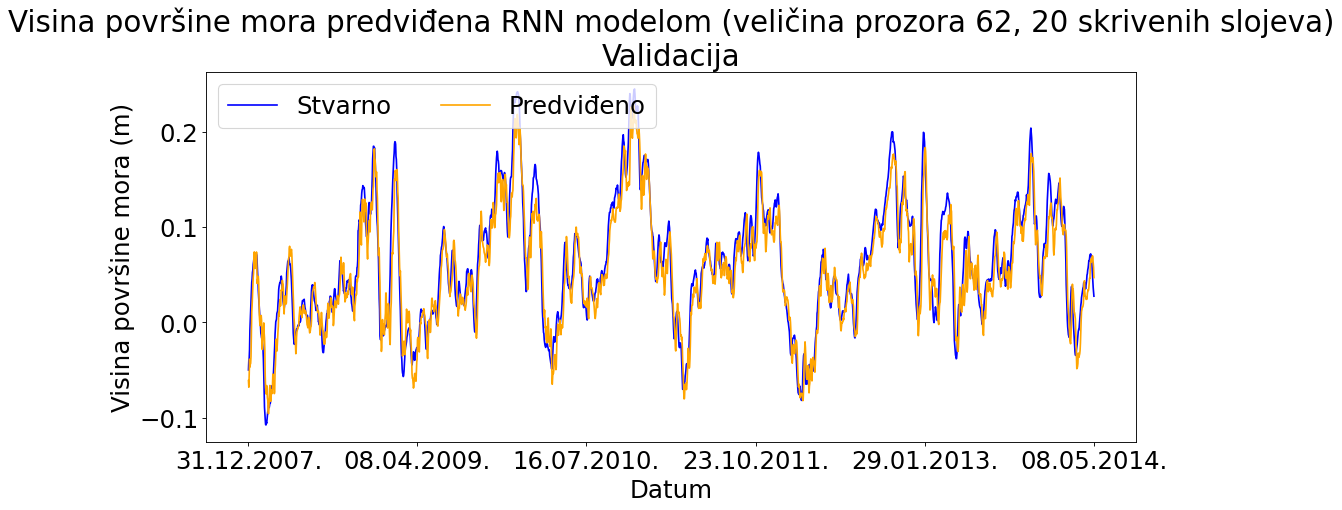 Visina površine mora predviđena RNN modelom (veličina prozora 62, 20 skrivenih slojeva)
Validacija
Stvarno Predviđeno
Visina površine mora (m)
0.2
0.1
0.0
−0.1
31.12.2007. 08.04.2009. 16.07.2010. 23.10.2011. 29.01.2013. 08.05.2014.
Datum